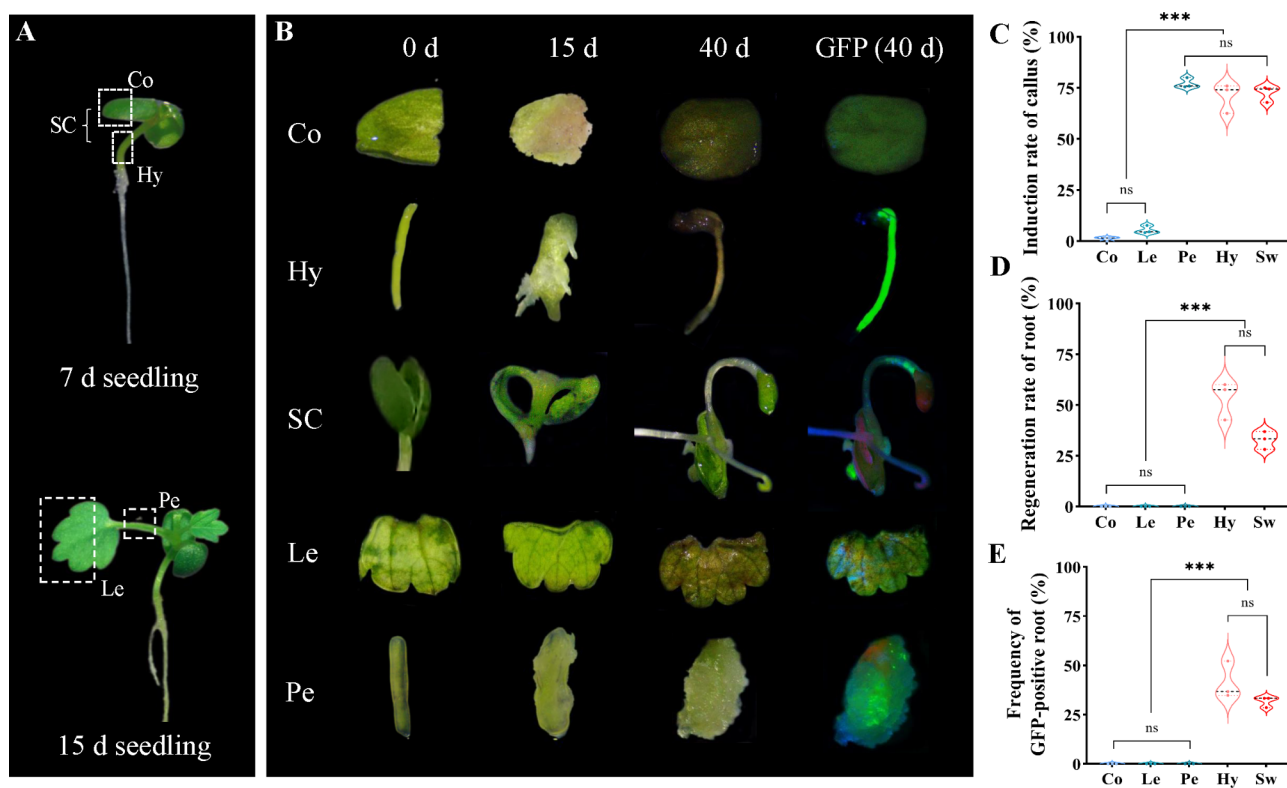 A
Co
SC
Hy
7 d seedling
Pe
Le
15 d seedling
B
0 d 15 d 40 d GFP (40 d)
Co
Hy
SC
Le
Pe
C
Induction rate of callus (%)
100
75
50
25
0
***
ns
ns
Co Le Pe Hy Sw
D
Regeneration rate of root (%)
100
75
50
25
0
***
ns
ns
Co Le Pe Hy Sw
E
Frequency of
GFP-positive root (%)
100
75
50
25
0
***
ns
ns
Co Le Pe Hy Sw